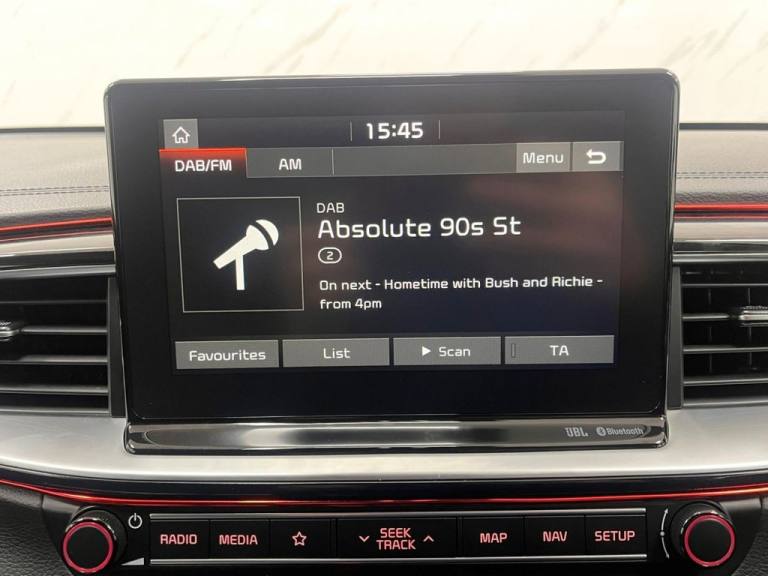 15:45
DAB/FM AM Menu
DAB
Absolute 90s St
2
On next - Hometime with Bush and Richie -
from 4pm
Favourites List Scan TA
JBL Bluetooth
RADIO MEDIA SEEK TRACK MAP NAV SETUP